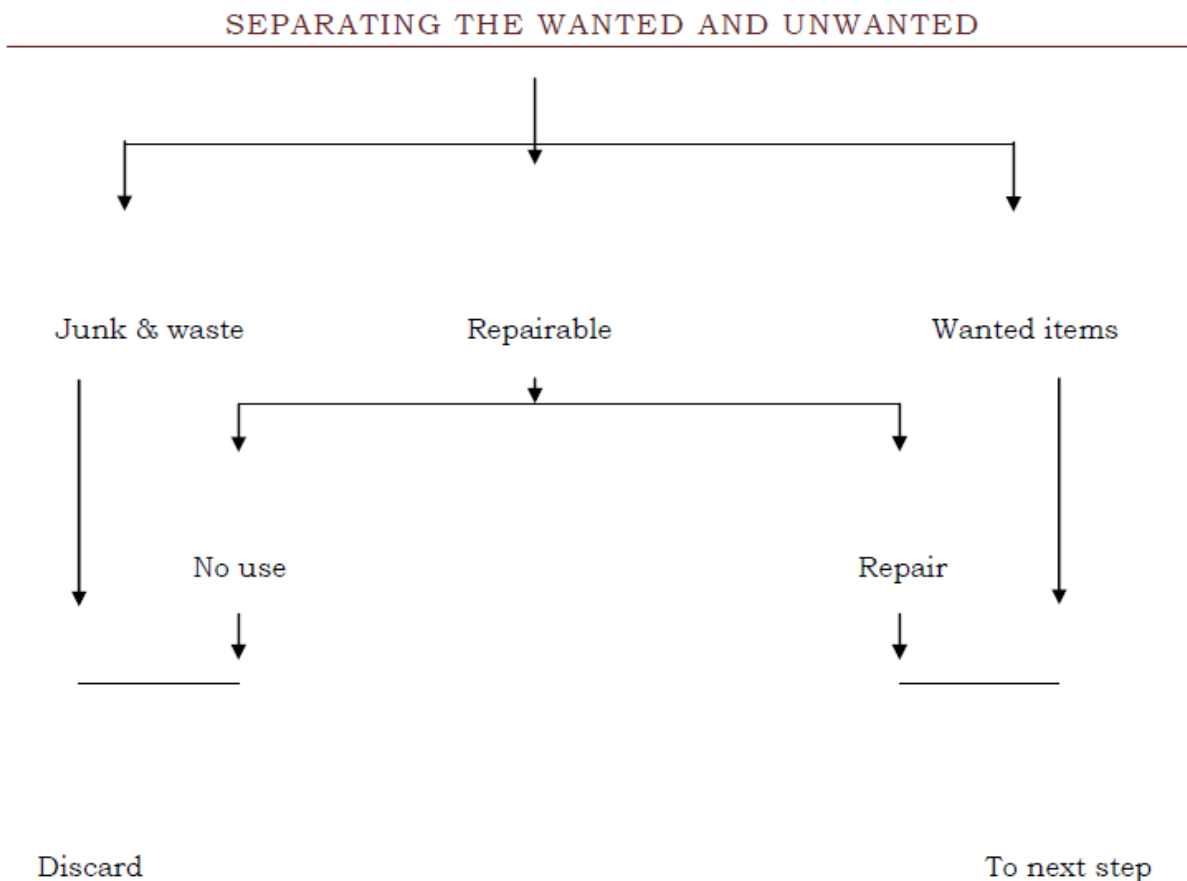 SEPARATING THE WANTED AND UNWANTED
Junk & waste Repairable Wanted items
No use Repair
Discard To next step